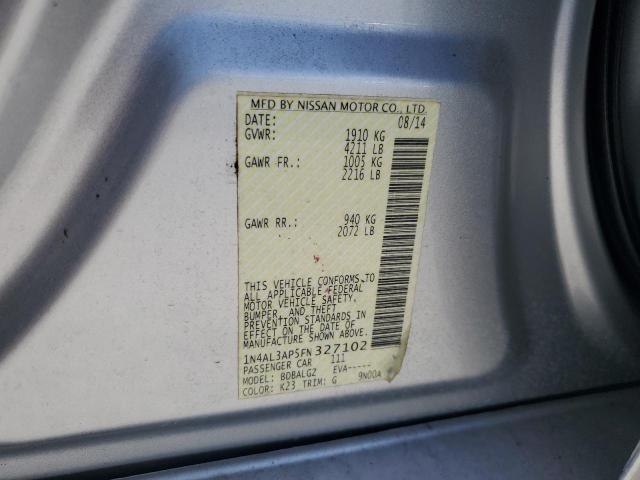 MFD BY NISSAN MOTOR CO., LTD.
DATE: 08/14
GVWR: 1910 KG
4211 LB
GAWR FR.: 1005 KG
2216 LB
GAWR RR.: 940 KG
2072 LB
THIS VEHICLE CONFORMS TO
ALL APPLICABLE FEDERAL
MOTOR VEHICLE SAFETY,
BUMPER, AND THEFT
PREVENTION STANDARDS IN
EFFECT ON THE DATE OF
MANUFACTURE SHOWN ABOVE.
1N4AL3AP5FN327102
PASSENGER CAR 111
MODEL: BDBALGZ EVA-----
COLOR: K23 TRIM: G 9N00A